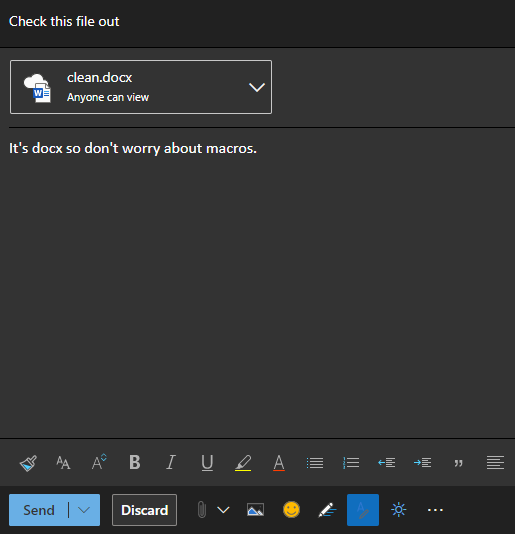 Check this file out
clean.docx
Anyone can view
It's docx so don't worry about macros.
B I U A
Send Discard